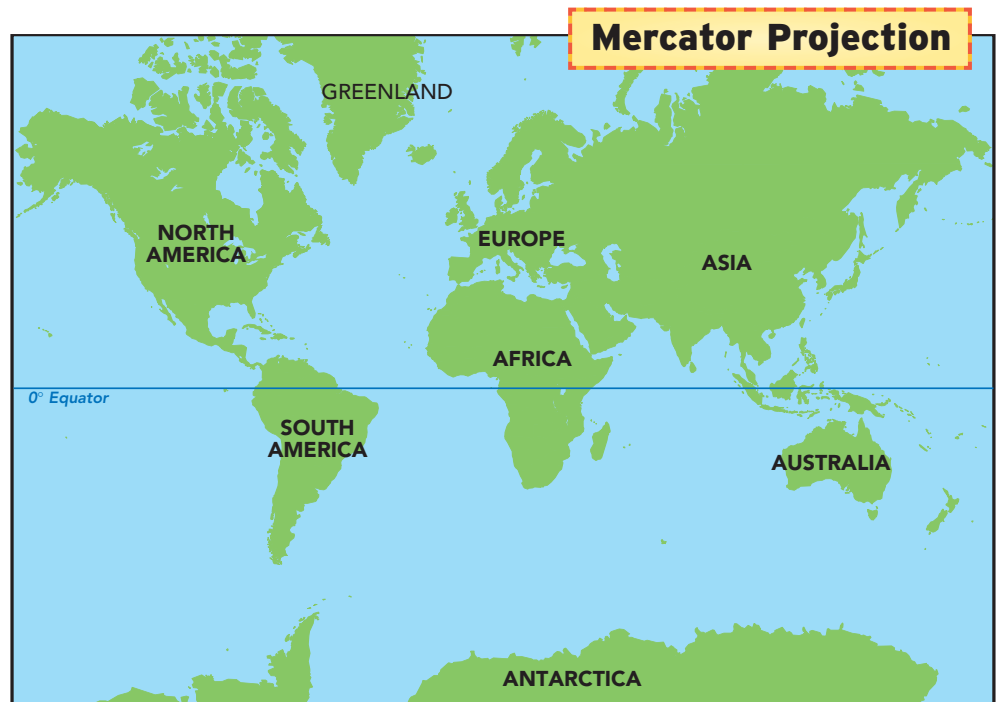 Mercator Projection
GREENLAND
NORTH
AMERICA
EUROPE
ASIA
AFRICA
0° Equator
SOUTH
AMERICA
AUSTRALIA
ANTARCTICA